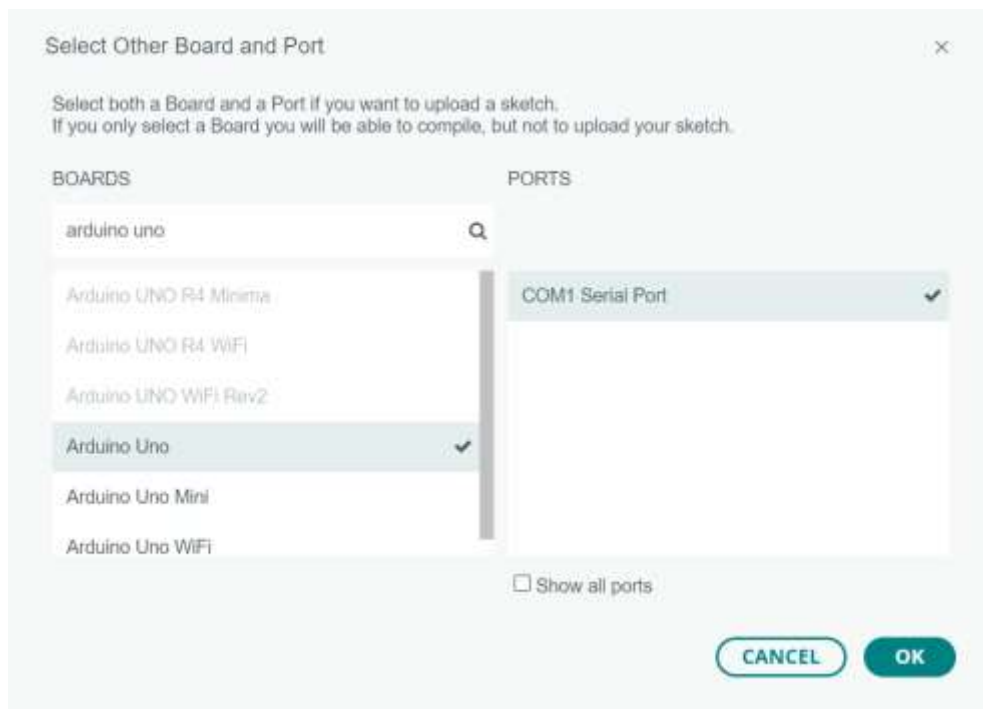 Select Other Board and Port
Select both a Board and a Port if you want to upload a sketch.
If you only select a Board you will be able to compile, but not to upload your sketch.
BOARDS
PORTS
arduino uno
Arduino UNO R4 Minima
Arduino UNO R4 WiFi
Arduino UNO WiFi Rev2
Arduino Uno
Arduino Uno Mini
Arduino Uno WiFi
COM1 Serial Port
Show all ports
CANCEL
OK